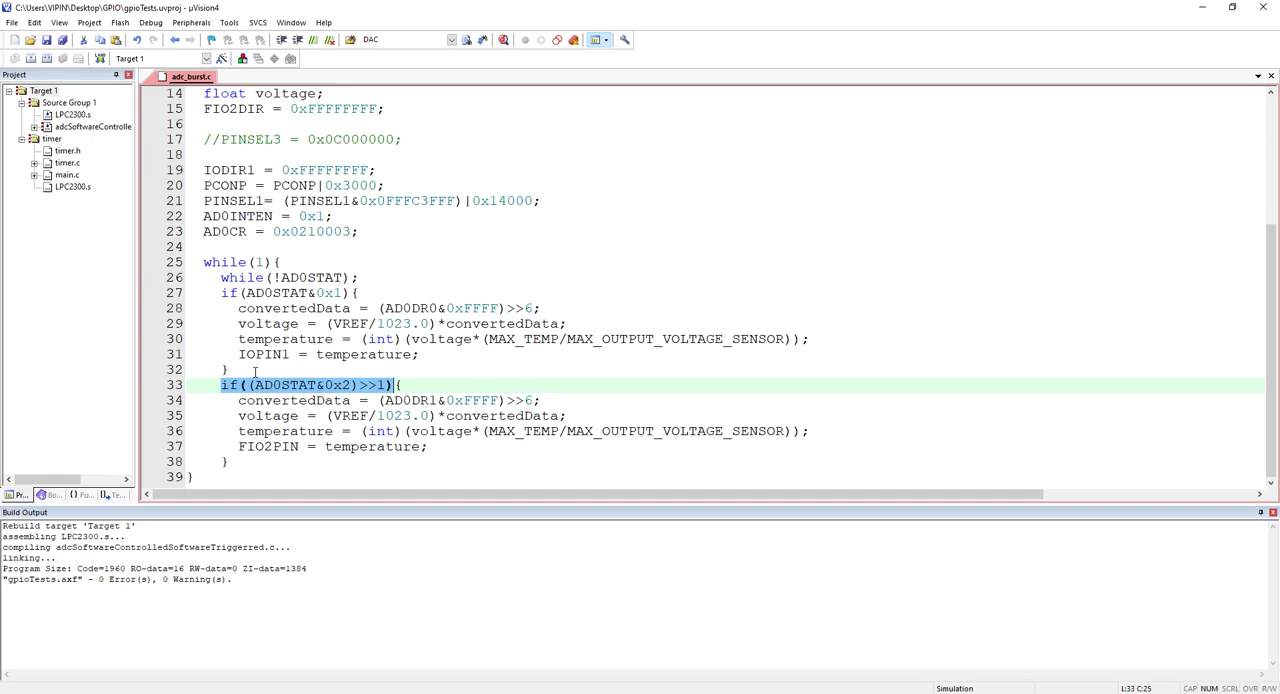 C:\Users\VIPIN\Desktop\GPIO\gpioTests.uvproj - µVision4
File Edit View Project Flash Debug Peripherals Tools SVCS Window Help
DAC
Target 1
Project
adc_burst.c
Target 1
Source Group 1
LPC2300.s
adcSoftwareControlle
timer
timer.h
timer.c
main.c
LPC2300.s
Pr... Bo... {} Fu... Te...
14 float voltage;
15 FIO2DIR = 0xFFFFFFFF;
16
17 //PINSEL3 = 0x0C000000;
18
19 IODIR1 = 0xFFFFFFFF;
20 PCONP = PCONP|0x3000;
21 PINSEL1= (PINSEL1&0x0FFFC3FFF)|0x14000;
22 AD0INTEN = 0x1;
23 AD0CR = 0x0210003;
24
25 while(1){
26 while(!AD0STAT);
27 if(AD0STAT&0x1){
28 convertedData = (AD0DR0&0xFFFF)>>6;
29 voltage = (VREF/1023.0)*convertedData;
30 temperature = (int)(voltage*(MAX_TEMP/MAX_OUTPUT_VOLTAGE_SENSOR));
31 IOPIN1 = temperature;
32 }
33 if((AD0STAT&0x2)>>1){
34 convertedData = (AD0DR1&0xFFFF)>>6;
35 voltage = (VREF/1023.0)*convertedData;
36 temperature = (int)(voltage*(MAX_TEMP/MAX_OUTPUT_VOLTAGE_SENSOR));
37 FIO2PIN = temperature;
38 }
39 }
Build Output
Rebuild target 'Target 1'
assembling LPC2300.s...
compiling adcSoftwareControlledSoftwareTriggerred.c...
linking...
Program Size: Code=1960 RO-data=16 RW-data=0 ZI-data=1384
"gpioTests.axf" - 0 Error(s), 0 Warning(s).
Simulation
L:33 C:25
CAP NUM SCRL OVR R/W